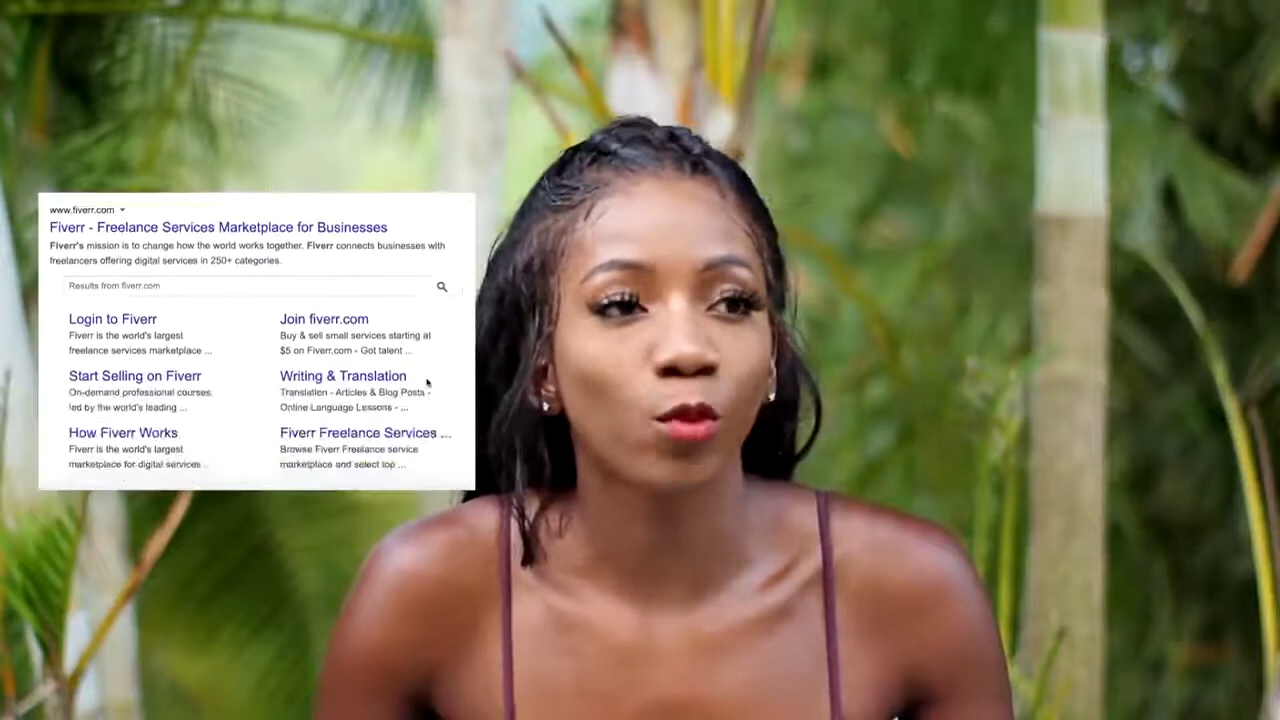 www.fiverr.com
Fiverr - Freelance Services Marketplace for Businesses
Fiverr's mission is to change how the world works together. Fiverr connects businesses with
freelancers offering digital services in 250+ categories.
Results from fiverr.com
Login to Fiverr
Fiverr is the world's largest
freelance services marketplace ...
Join fiverr.com
Buy & sell small services starting at
$5 on Fiverr.com - Got talent ...
Start Selling on Fiverr
On-demand professional courses,
led by the world's leading ...
Writing & Translation
Translation - Articles & Blog Posts -
Online Language Lessons - ...
How Fiverr Works
Fiverr is the world's largest
marketplace for digital services ...
Fiverr Freelance Services ...
Browse Fiverr Freelance service
marketplace and select top ...